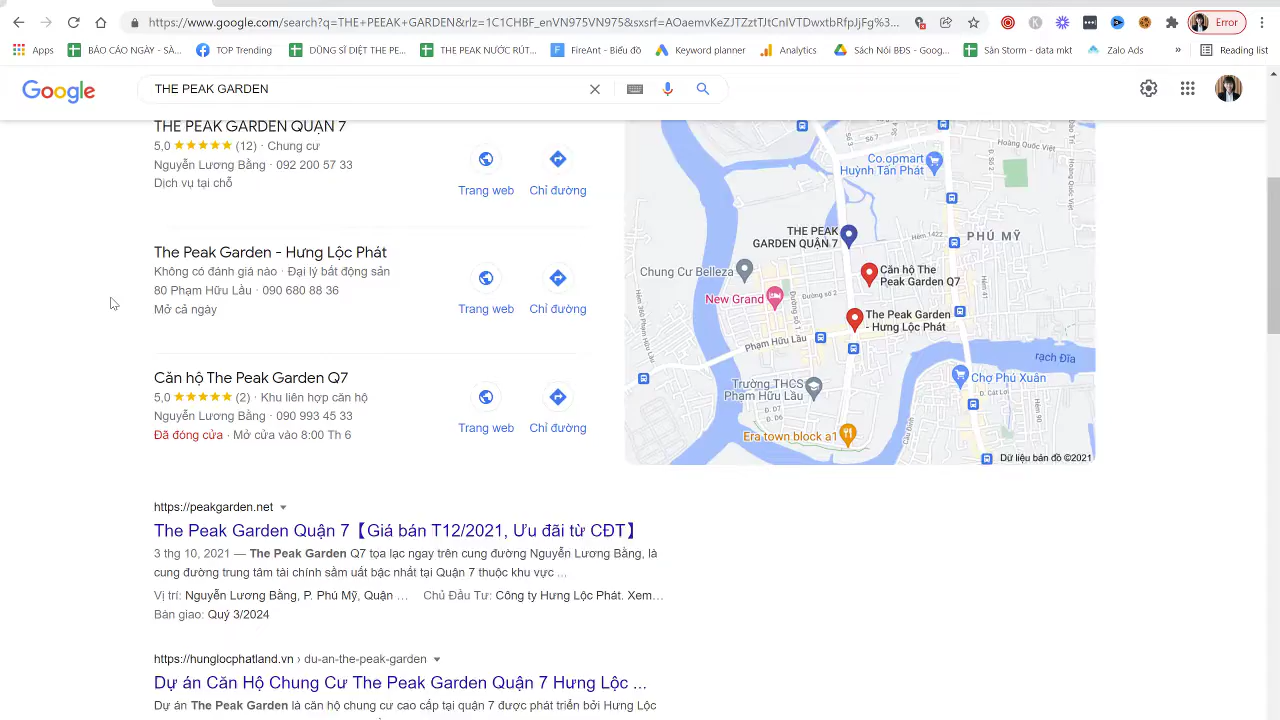 https://www.google.com/search?q=THE+PEEAK+GARDEN&rlz=1C1CHBF_enVN975VN975&sxsrf=AOaemvKeZJTZztTJtCnIVTDwxtbRfpJjFg%3...
Error
Apps
BÁO CÁO NGÀY - SÀ...
TOP Trending
DŨNG SĨ DIỆT THE PE...
THE PEAK NƯỚC RÚT...
FireAnt - Biểu đồ
Keyword planner
Analytics
Sách Nói BĐS - Goog...
Sàn Storm - data mkt
Zalo Ads
»
Reading list
Google
THE PEAK GARDEN
THE PEAK GARDEN QUẬN 7
5,0 ★★★★★ (12) · Chung cư
Nguyễn Lương Bằng · 092 200 57 33
Dịch vụ tại chỗ
Trang web
Chỉ đường
The Peak Garden - Hưng Lộc Phát
Không có đánh giá nào · Đại lý bất động sản
80 Phạm Hữu Lầu · 090 680 88 36
Mở cả ngày
Trang web
Chỉ đường
Căn hộ The Peak Garden Q7
5,0 ★★★★★ (2) · Khu liên hợp căn hộ
Nguyễn Lương Bằng · 090 993 45 33
Đã đóng cửa · Mở cửa vào 8:00 Th 6
Trang web
Chỉ đường
Co.opmart
Huỳnh Tấn Phát
Hoàng Quốc Việt
THE PEAK
GARDEN QUẬN 7
Hẻm 1422
PHÚ MỸ
Chung Cư Belleza
Căn hộ The
Peak Garden Q7
Đường số 2
New Grand
The Peak Garden
- Hưng Lộc Phát
Phạm Hữu Lầu
rạch Đĩa
Trường THCS
Phạm Hữu Lầu
Chợ Phú Xuân
D. D6
D. D7
Era town block a1
Dữ liệu bản đồ ©2021
https://peakgarden.net
The Peak Garden Quận 7【Giá bán T12/2021, Ưu đãi từ CĐT】
3 thg 10, 2021 — The Peak Garden Q7 tọa lạc ngay trên cung đường Nguyễn Lương Bằng, là
cung đường trung tâm tài chính sầm uất bậc nhất tại Quận 7 thuộc khu vực ...
Vị trí: Nguyễn Lương Bằng, P. Phú Mỹ, Quận ... Chủ Đầu Tư: Công ty Hưng Lộc Phát. Xem...
Bàn giao: Quý 3/2024
https://hunglocphatland.vn › du-an-the-peak-garden
Dự án Căn Hộ Chung Cư The Peak Garden Quận 7 Hưng Lộc ...
Dự án The Peak Garden là căn hộ chung cư cao cấp tại quận 7 được phát triển bởi Hưng Lộc